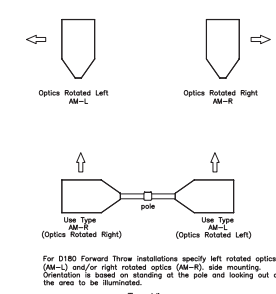 Optics Rotated Left
AM-L
Optics Rotated Right
AM-R
pole
Use Type
AM-R
(Optics Rotated Right)
Use Type
AM-L
(Optics Rotated Left)
For D180 Forward Throw installations specify left rotated optics
(AM-L) and/or right rotated optics (AM-R). side mounting.
Orientation is based on standing at the pole and looking out
the area to be illuminated.